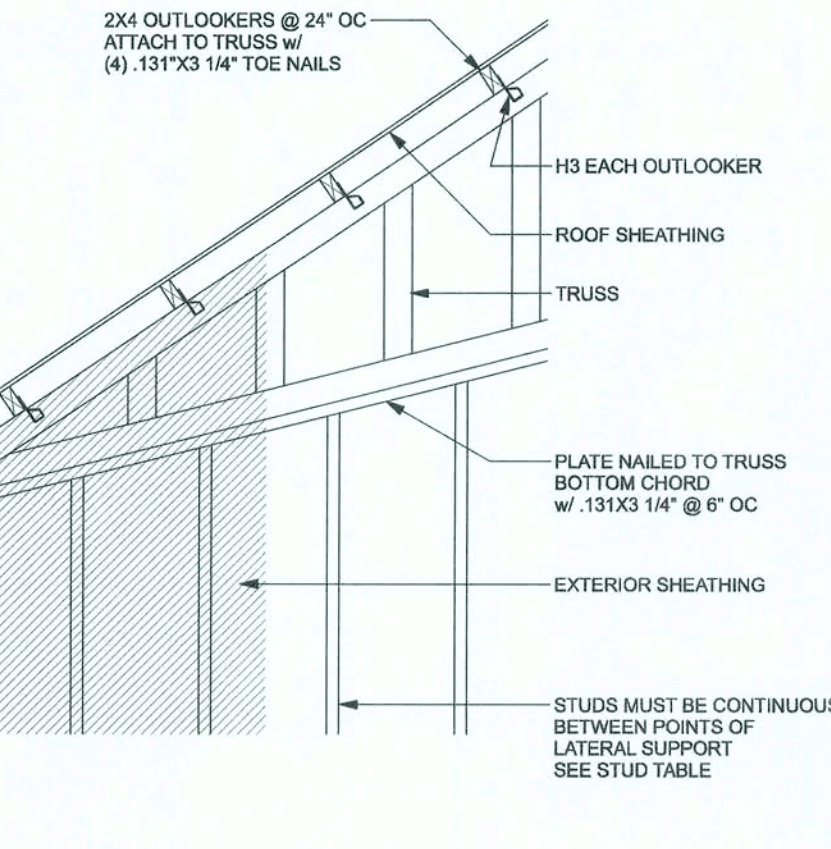 2X4 OUTLOOKERS @ 24" OC
ATTACH TO TRUSS w/
(4) .131"X3 1/4" TOE NAILS
H3 EACH OUTLOOKER
ROOF SHEATHING
TRUSS
PLATE NAILED TO TRUSS
BOTTOM CHORD
w/ .131X3 1/4" @ 6" OC
EXTERIOR SHEATHING
STUDS MUST BE CONTINUOUS
BETWEEN POINTS OF
LATERAL SUPPORT
SEE STUD TABLE